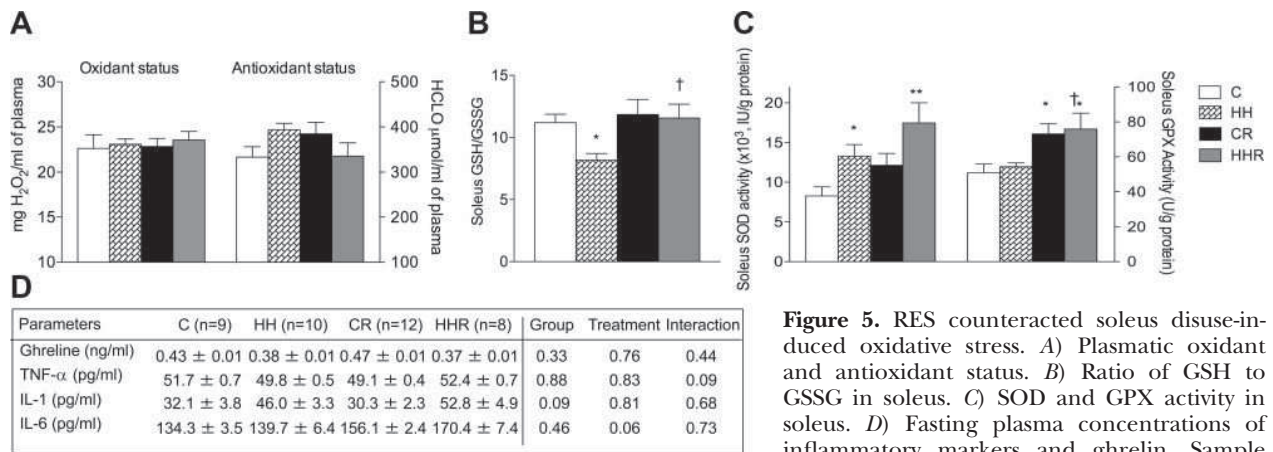 A
Oxidant status
Antioxidant status
mg H2O2/ml of plasma
30
25
20
15
10
500
400
300
200
100
HCLO μmol/ml of plasma
B
Soleus GSH/GSSG
15
10
5
0
*
†
C
Soleus SOD activity (x10³, IU/g protein)
20
15
10
5
0
*
**
*
†*
100
80
60
40
20
0
Soleus GPX Activity (U/g protein)
C
HH
CR
HHR
D
Parameters C (n=9) HH (n=10) CR (n=12) HHR (n=8) Group Treatment Interaction
Ghreline (ng/ml) 0.43 ± 0.01 0.38 ± 0.01 0.47 ± 0.01 0.37 ± 0.01 0.33 0.76 0.44
TNF-α (pg/ml) 51.7 ± 0.7 49.8 ± 0.5 49.1 ± 0.4 52.4 ± 0.7 0.88 0.83 0.09
IL-1 (pg/ml) 32.1 ± 3.8 46.0 ± 3.3 30.3 ± 2.3 52.8 ± 4.9 0.09 0.81 0.68
IL-6 (pg/ml) 134.3 ± 3.5 139.7 ± 6.4 156.1 ± 2.4 170.4 ± 7.4 0.46 0.06 0.73
Figure 5. RES counteracted soleus disuse-in-
duced oxidative stress. A) Plasmatic oxidant
and antioxidant status. B) Ratio of GSH to
GSSG in soleus. C) SOD and GPX activity in
soleus. D) Fasting plasma concentrations of
inflammatory markers and ghrelin. Sample